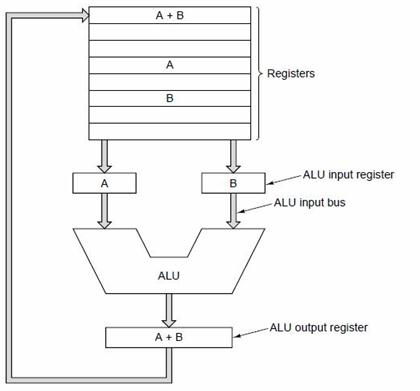 A + B
A
Registers
B
A
B
ALU input register
ALU input bus
ALU
A + B
ALU output register